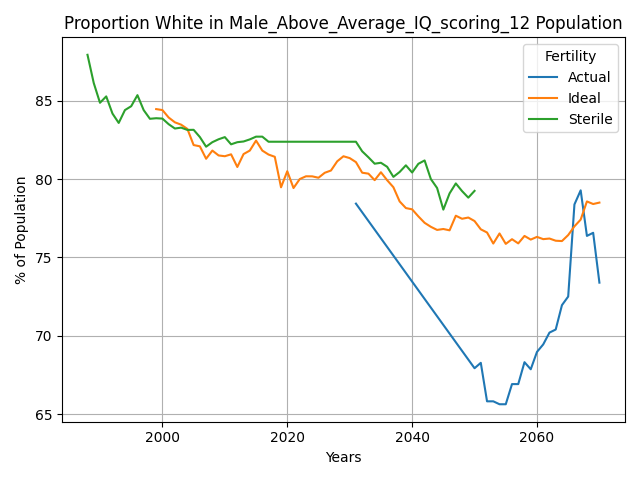 Proportion White in Male_Above_Average_IQ_scoring_12 Population
Fertility
Actual
Ideal
Sterile
% of Population
85
80
75
70
65
2000
2020
2040
2060
Years